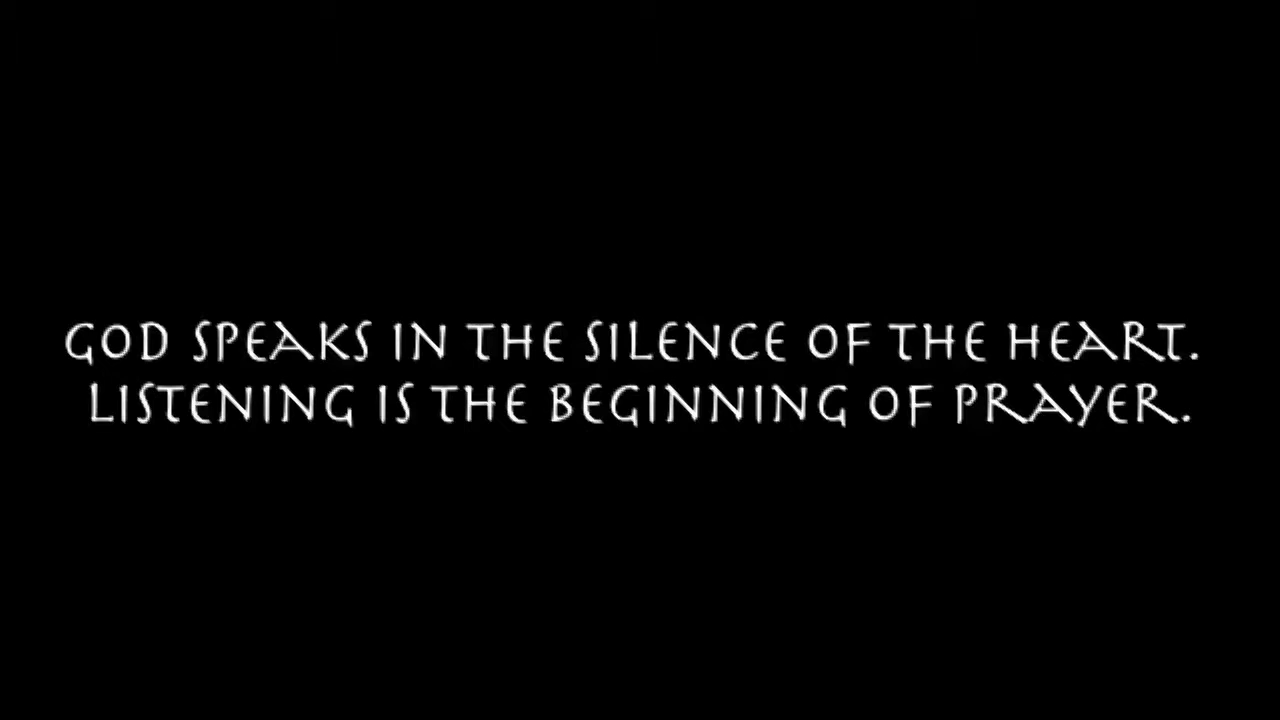 GOD SPEAKS IN THE SILENCE OF THE HEART.
LISTENING IS THE BEGINNING OF PRAYER.